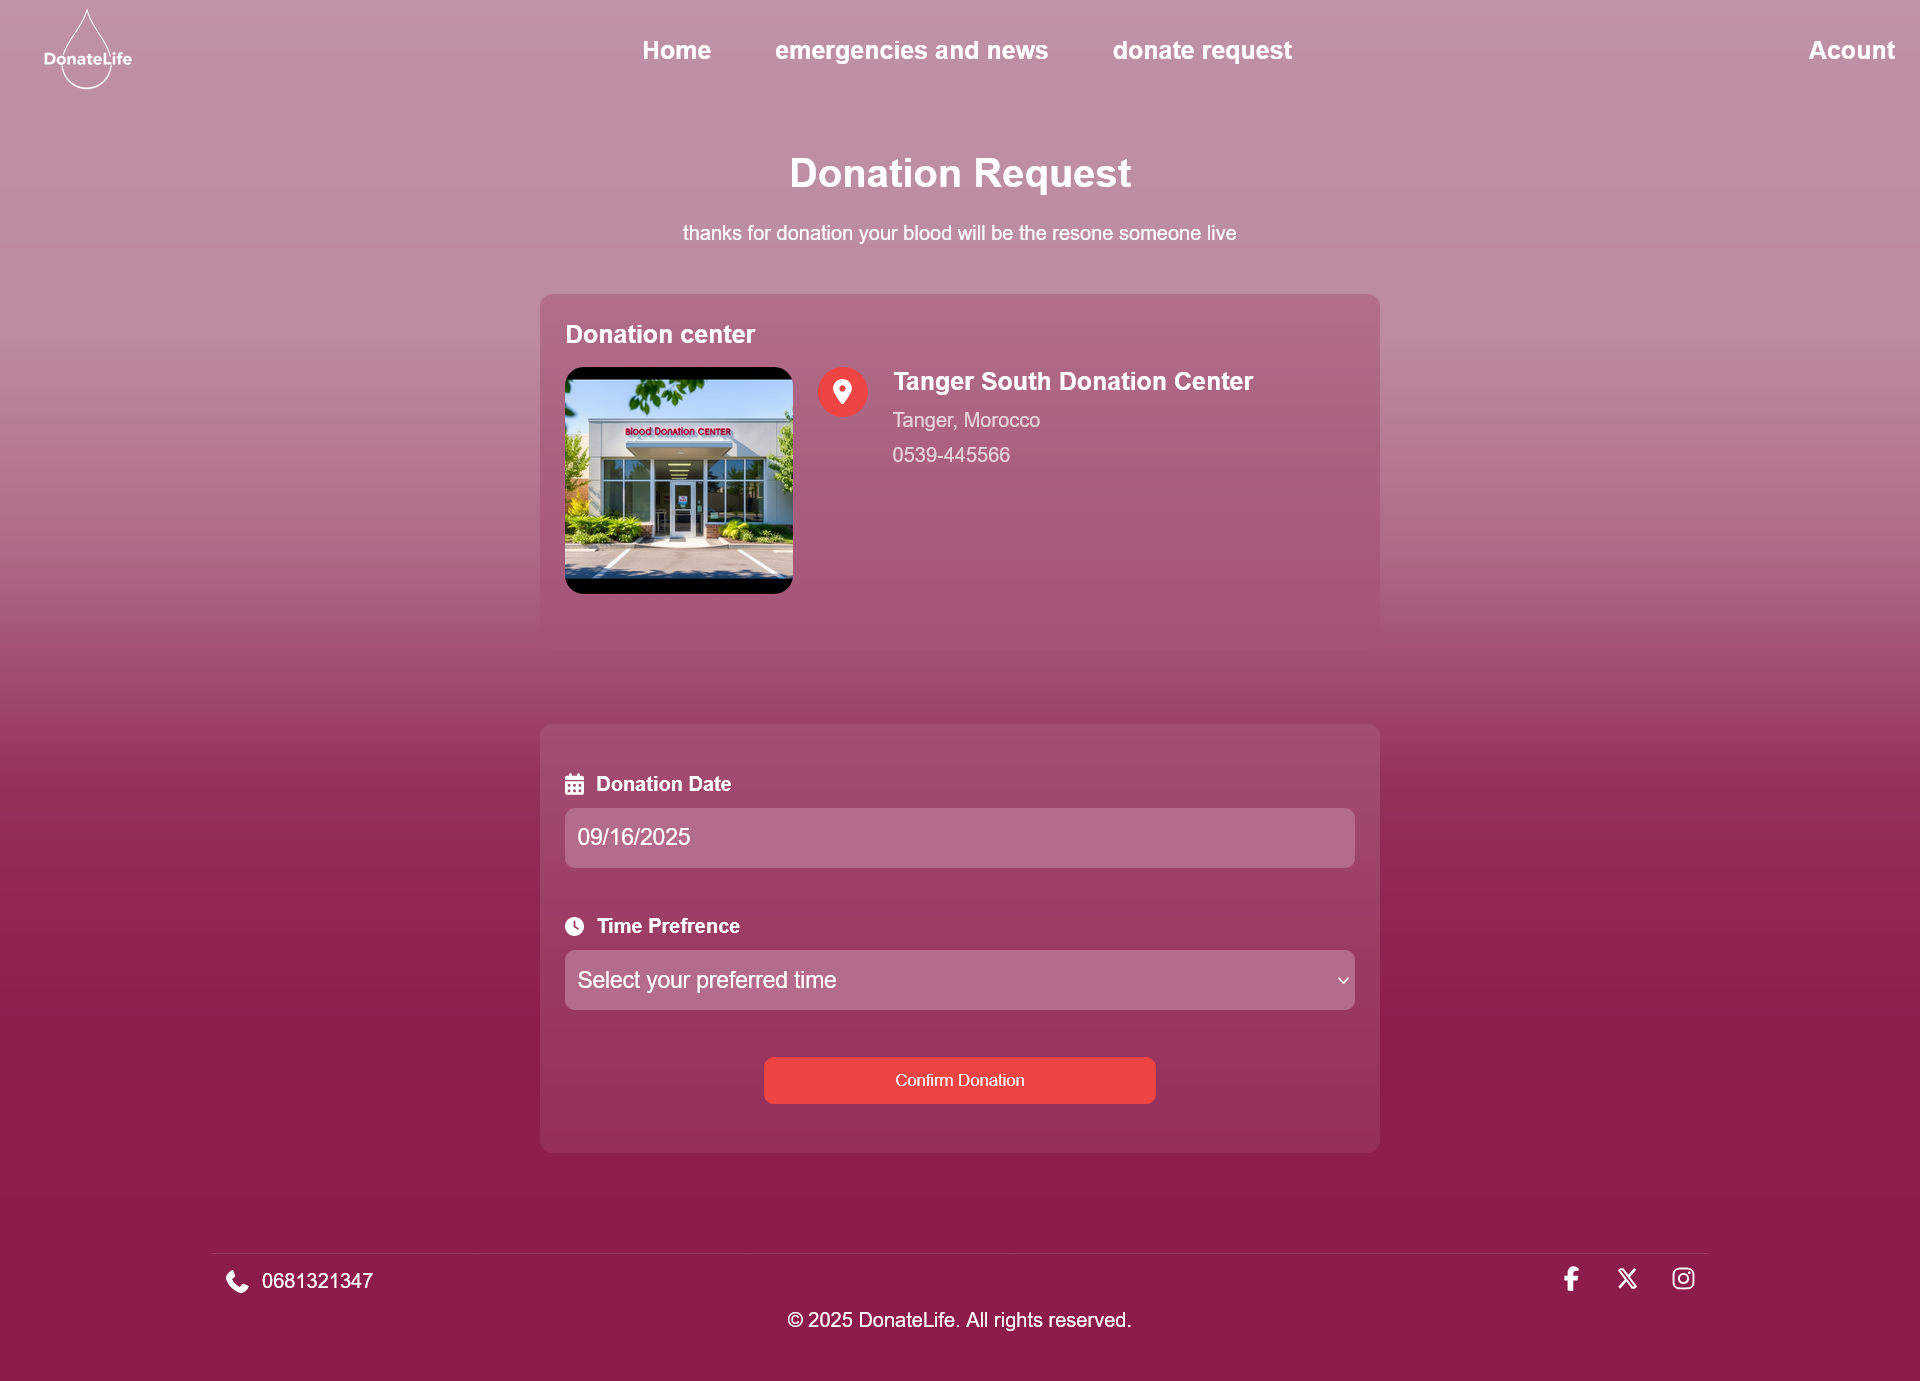 DonateLife
Home
emergencies and news
donate request
Acount
Donation Request
thanks for donation your blood will be the resone someone live
Donation center
Blood Donation CENTER
Tanger South Donation Center
Tanger, Morocco
0539-445566
Donation Date
09/16/2025
Time Prefrence
Select your preferred time
Confirm Donation
0681321347
© 2025 DonateLife. All rights reserved.